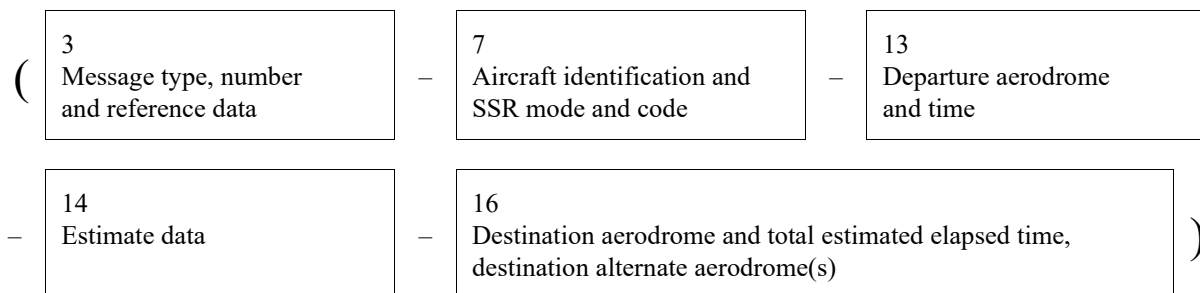 ( 3
Message type, number
and reference data
– 7
Aircraft identification and
SSR mode and code
– 13
Departure aerodrome
and time
– 14
Estimate data
– 16
Destination aerodrome and total estimated elapsed time,
destination alternate aerodrome(s)
)